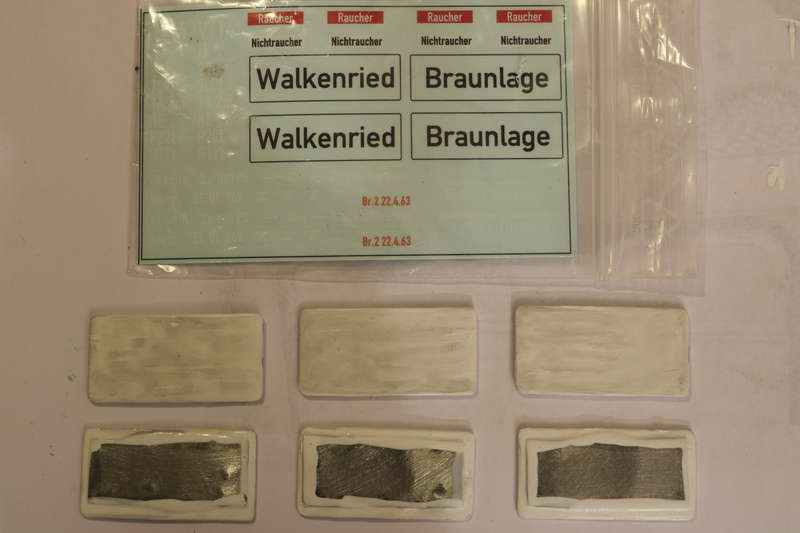 Raucher Raucher Raucher Raucher
Nichtraucher Nichtraucher Nichtraucher Nichtraucher
Walkenried Braunlage
Walkenried Braunlage
Br.2 22.4.63
Br.2 22.4.63